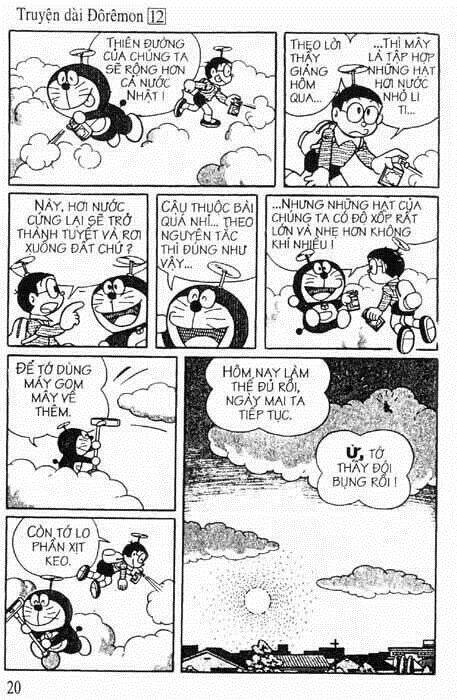 Truyện dài Đôrêmon 12
THIÊN ĐƯỜNG
CỦA CHÚNG TA
SẼ RỘNG HƠN
CẢ NƯỚC
NHẬT !
THEO LỜI
THẦY
GIẢNG
HÔM
QUA...
...THÌ MÂY
LÀ TẬP HỢP
NHỮNG HẠT
HƠI NƯỚC
NHỎ LI
TI...
NÀY, HƠI NƯỚC
CỨNG LẠI SẼ TRỞ
THÀNH TUYẾT VÀ RƠI
XUỐNG ĐẤT CHỨ ?
CẬU THUỘC BÀI
QUÁ NHỈ... THEO
NGUYÊN TẮC
THÌ ĐÚNG NHƯ
VẬY...
...NHƯNG NHỮNG HẠT CỦA
CHÚNG TA CÓ ĐỘ XỐP RẤT
LỚN VÀ NHẸ HƠN KHÔNG
KHÍ NHIỀU !
ĐỂ TỚ DÙNG
MÁY GOM
MÂY VỀ
THÊM.
CÒN TỚ LO
PHẦN XỊT
KEO.
HÔM NAY LÀM
THẾ ĐỦ RỒI,
NGÀY MAI TA
TIẾP TỤC.
Ừ, TỚ
THẤY ĐÓI
BỤNG RỒI !
20